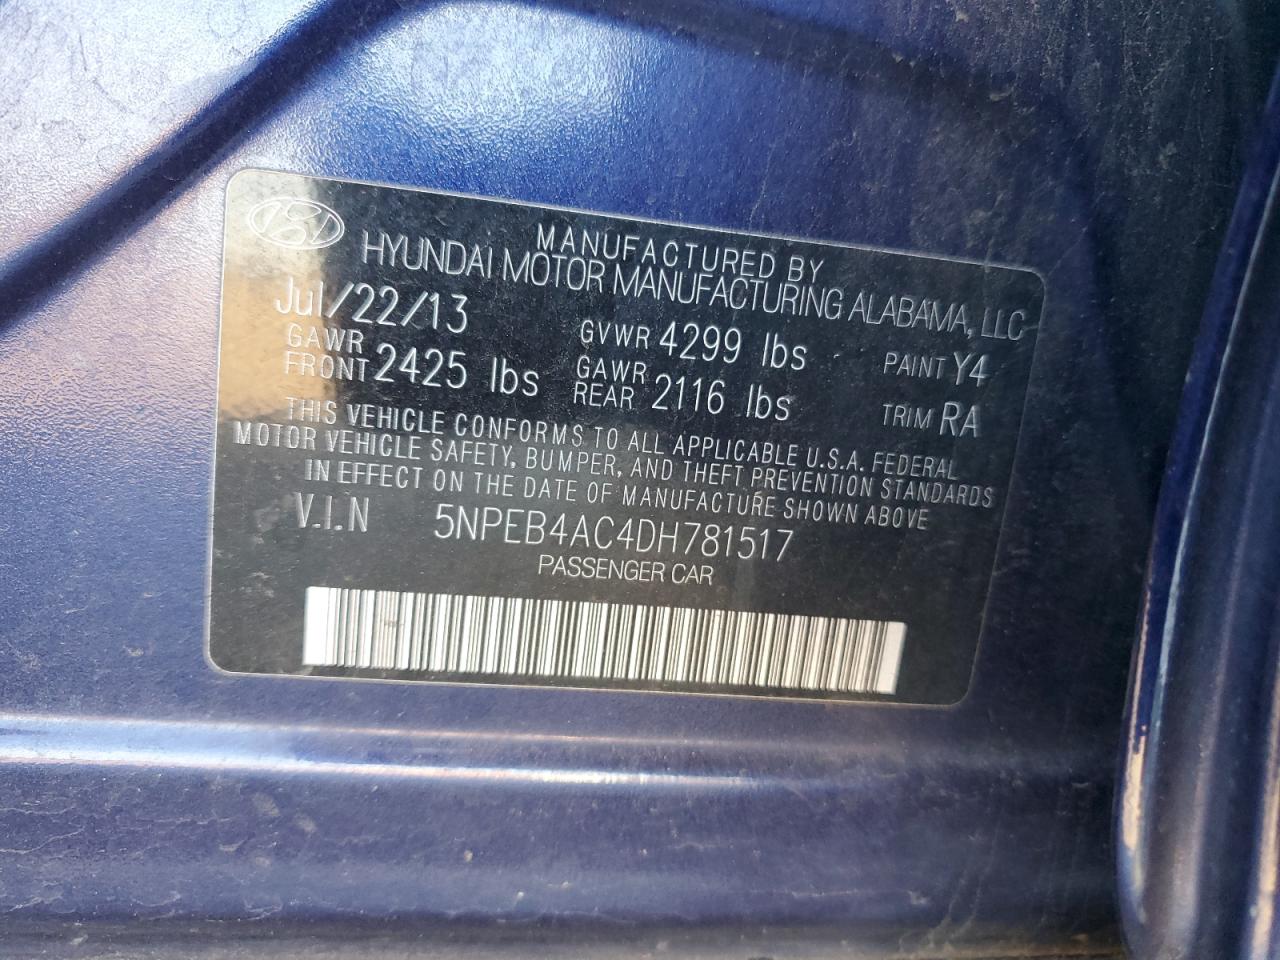 MANUFACTURED BY
HYUNDAI MOTOR MANUFACTURING ALABAMA, LLC
Jul/22/13 GVWR 4299 lbs PAINT Y4
GAWR FRONT 2425 lbs GAWR REAR 2116 lbs TRIM RA
THIS VEHICLE CONFORMS TO ALL APPLICABLE U.S.A. FEDERAL
MOTOR VEHICLE SAFETY, BUMPER, AND THEFT PREVENTION STANDARDS
IN EFFECT ON THE DATE OF MANUFACTURE SHOWN ABOVE
V.I.N 5NPEB4AC4DH781517
PASSENGER CAR